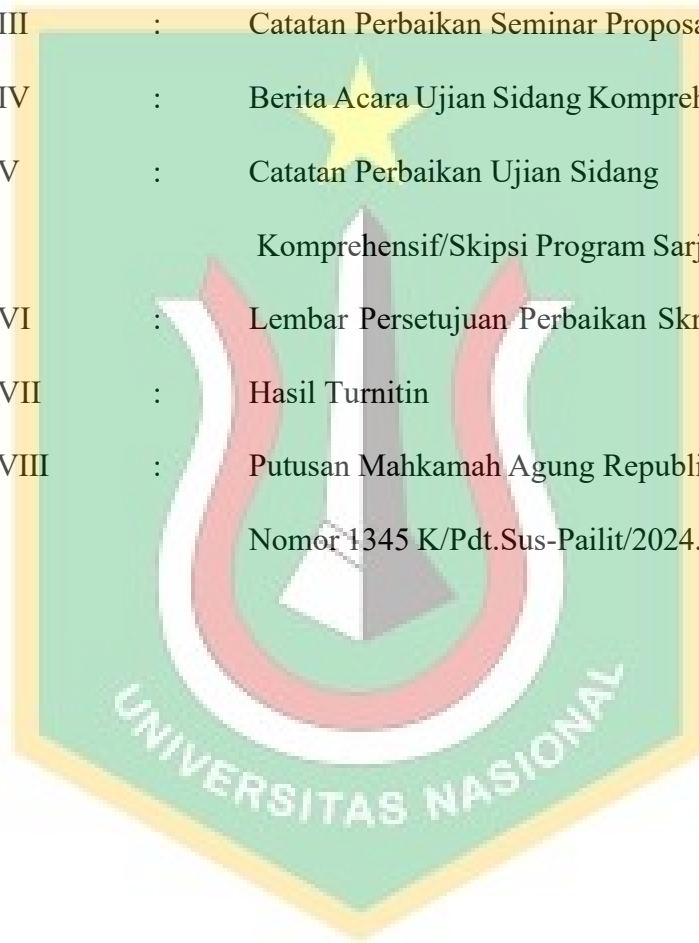 III : Catatan Perbaikan Seminar Proposa
IV : Berita Acara Ujian Sidang Kompreh
V : Catatan Perbaikan Ujian Sidang
Komprehensif/Skipsi Program Sarj
VI : Lembar Persetujuan Perbaikan Skr
VII : Hasil Turnitin
VIII : Putusan Mahkamah Agung Republi
Nomor 1345 K/Pdt.Sus-Pailit/2024.
UNIVERSITAS NASIONAL